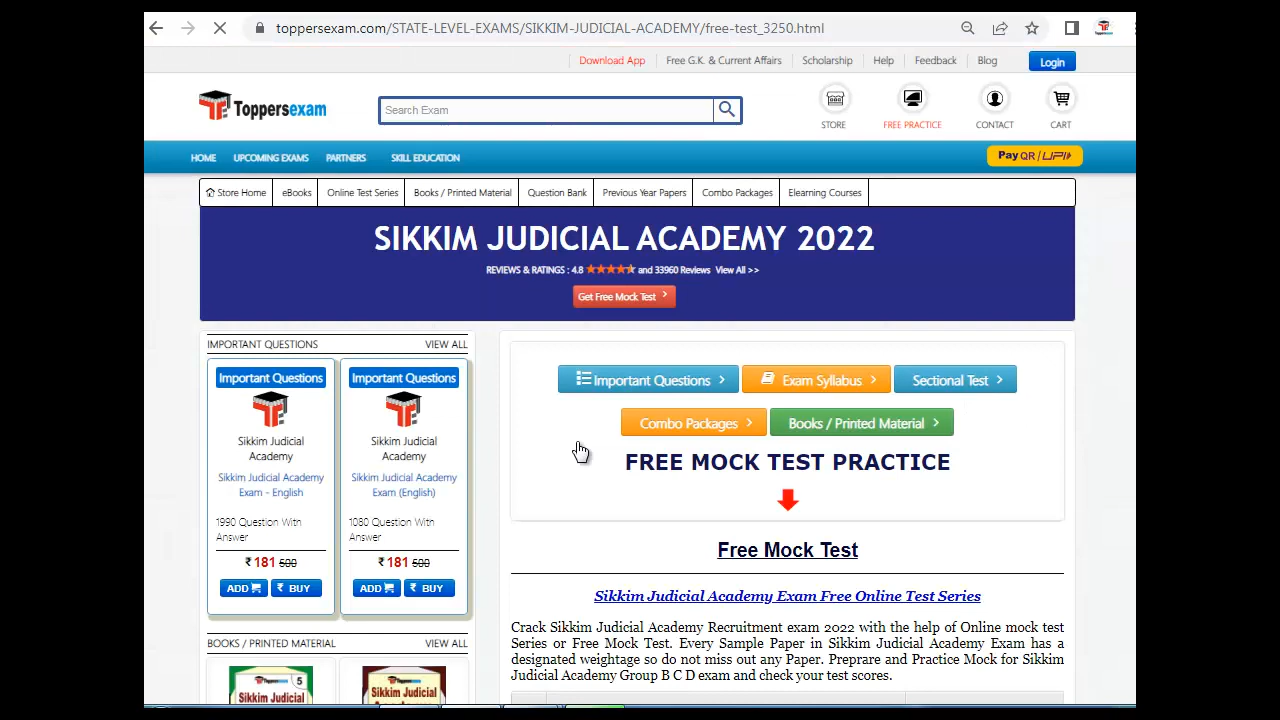 toppersexam.com/STATE-LEVEL-EXAMS/SIKKIM-JUDICIAL-ACADEMY/free-test_3250.html
Download App Free G.K. & Current Affairs Scholarship Help Feedback Blog Login
Toppersexam Search Exam
STORE FREE PRACTICE CONTACT CART
HOME UPCOMING EXAMS PARTNERS SKILL EDUCATION Pay QR/UPI
Store Home eBooks Online Test Series Books / Printed Material Question Bank Previous Year Papers Combo Packages Elearning Courses
SIKKIM JUDICIAL ACADEMY 2022
REVIEWS & RATINGS : 4.8 and 33960 Reviews View All >>
Get Free Mock Test
IMPORTANT QUESTIONS VIEW ALL
Important Questions
Sikkim Judicial
Academy
Sikkim Judicial Academy
Exam - English
1990 Question With
Answer
₹ 181 500
ADD ₹ BUY
Important Questions
Sikkim Judicial
Academy
Sikkim Judicial Academy
Exam (English)
1080 Question With
Answer
₹ 181 500
ADD ₹ BUY
BOOKS / PRINTED MATERIAL VIEW ALL
Toppersexam 5
Sikkim Judicial
Toppersexam
Sikkim Judicial
Important Questions Exam Syllabus Sectional Test
Combo Packages Books / Printed Material
FREE MOCK TEST PRACTICE
Free Mock Test
Sikkim Judicial Academy Exam Free Online Test Series
Crack Sikkim Judicial Academy Recruitment exam 2022 with the help of Online mock test
Series or Free Mock Test. Every Sample Paper in Sikkim Judicial Academy Exam has a
designated weightage so do not miss out any Paper. Preprare and Practice Mock for Sikkim
Judicial Academy Group B C D exam and check your test scores.